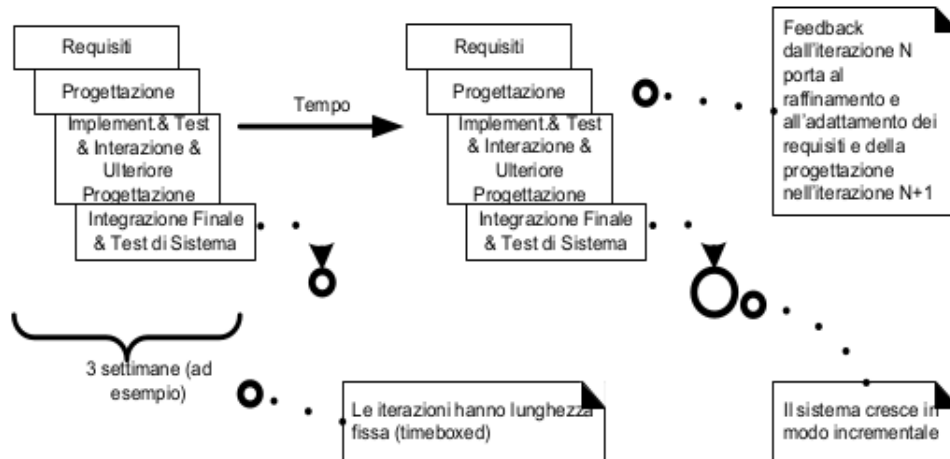 Requisiti
Progettazione
Implement.& Test
& Interazione &
Ulteriore
Progettazione
Integrazione Finale
& Test di Sistema
Tempo
Requisiti
Progettazione
Implement.& Test
& Interazione &
Ulteriore
Progettazione
Integrazione Finale
& Test di Sistema
Feedback
dall'iterazione N
porta al
raffinamento e
all'adattamento dei
requisiti e della
progettazione
nell'iterazione N+1
3 settimane (ad
esempio)
Le iterazioni hanno lunghezza
fissa (timeboxed)
Il sistema cresce in
modo incrementale